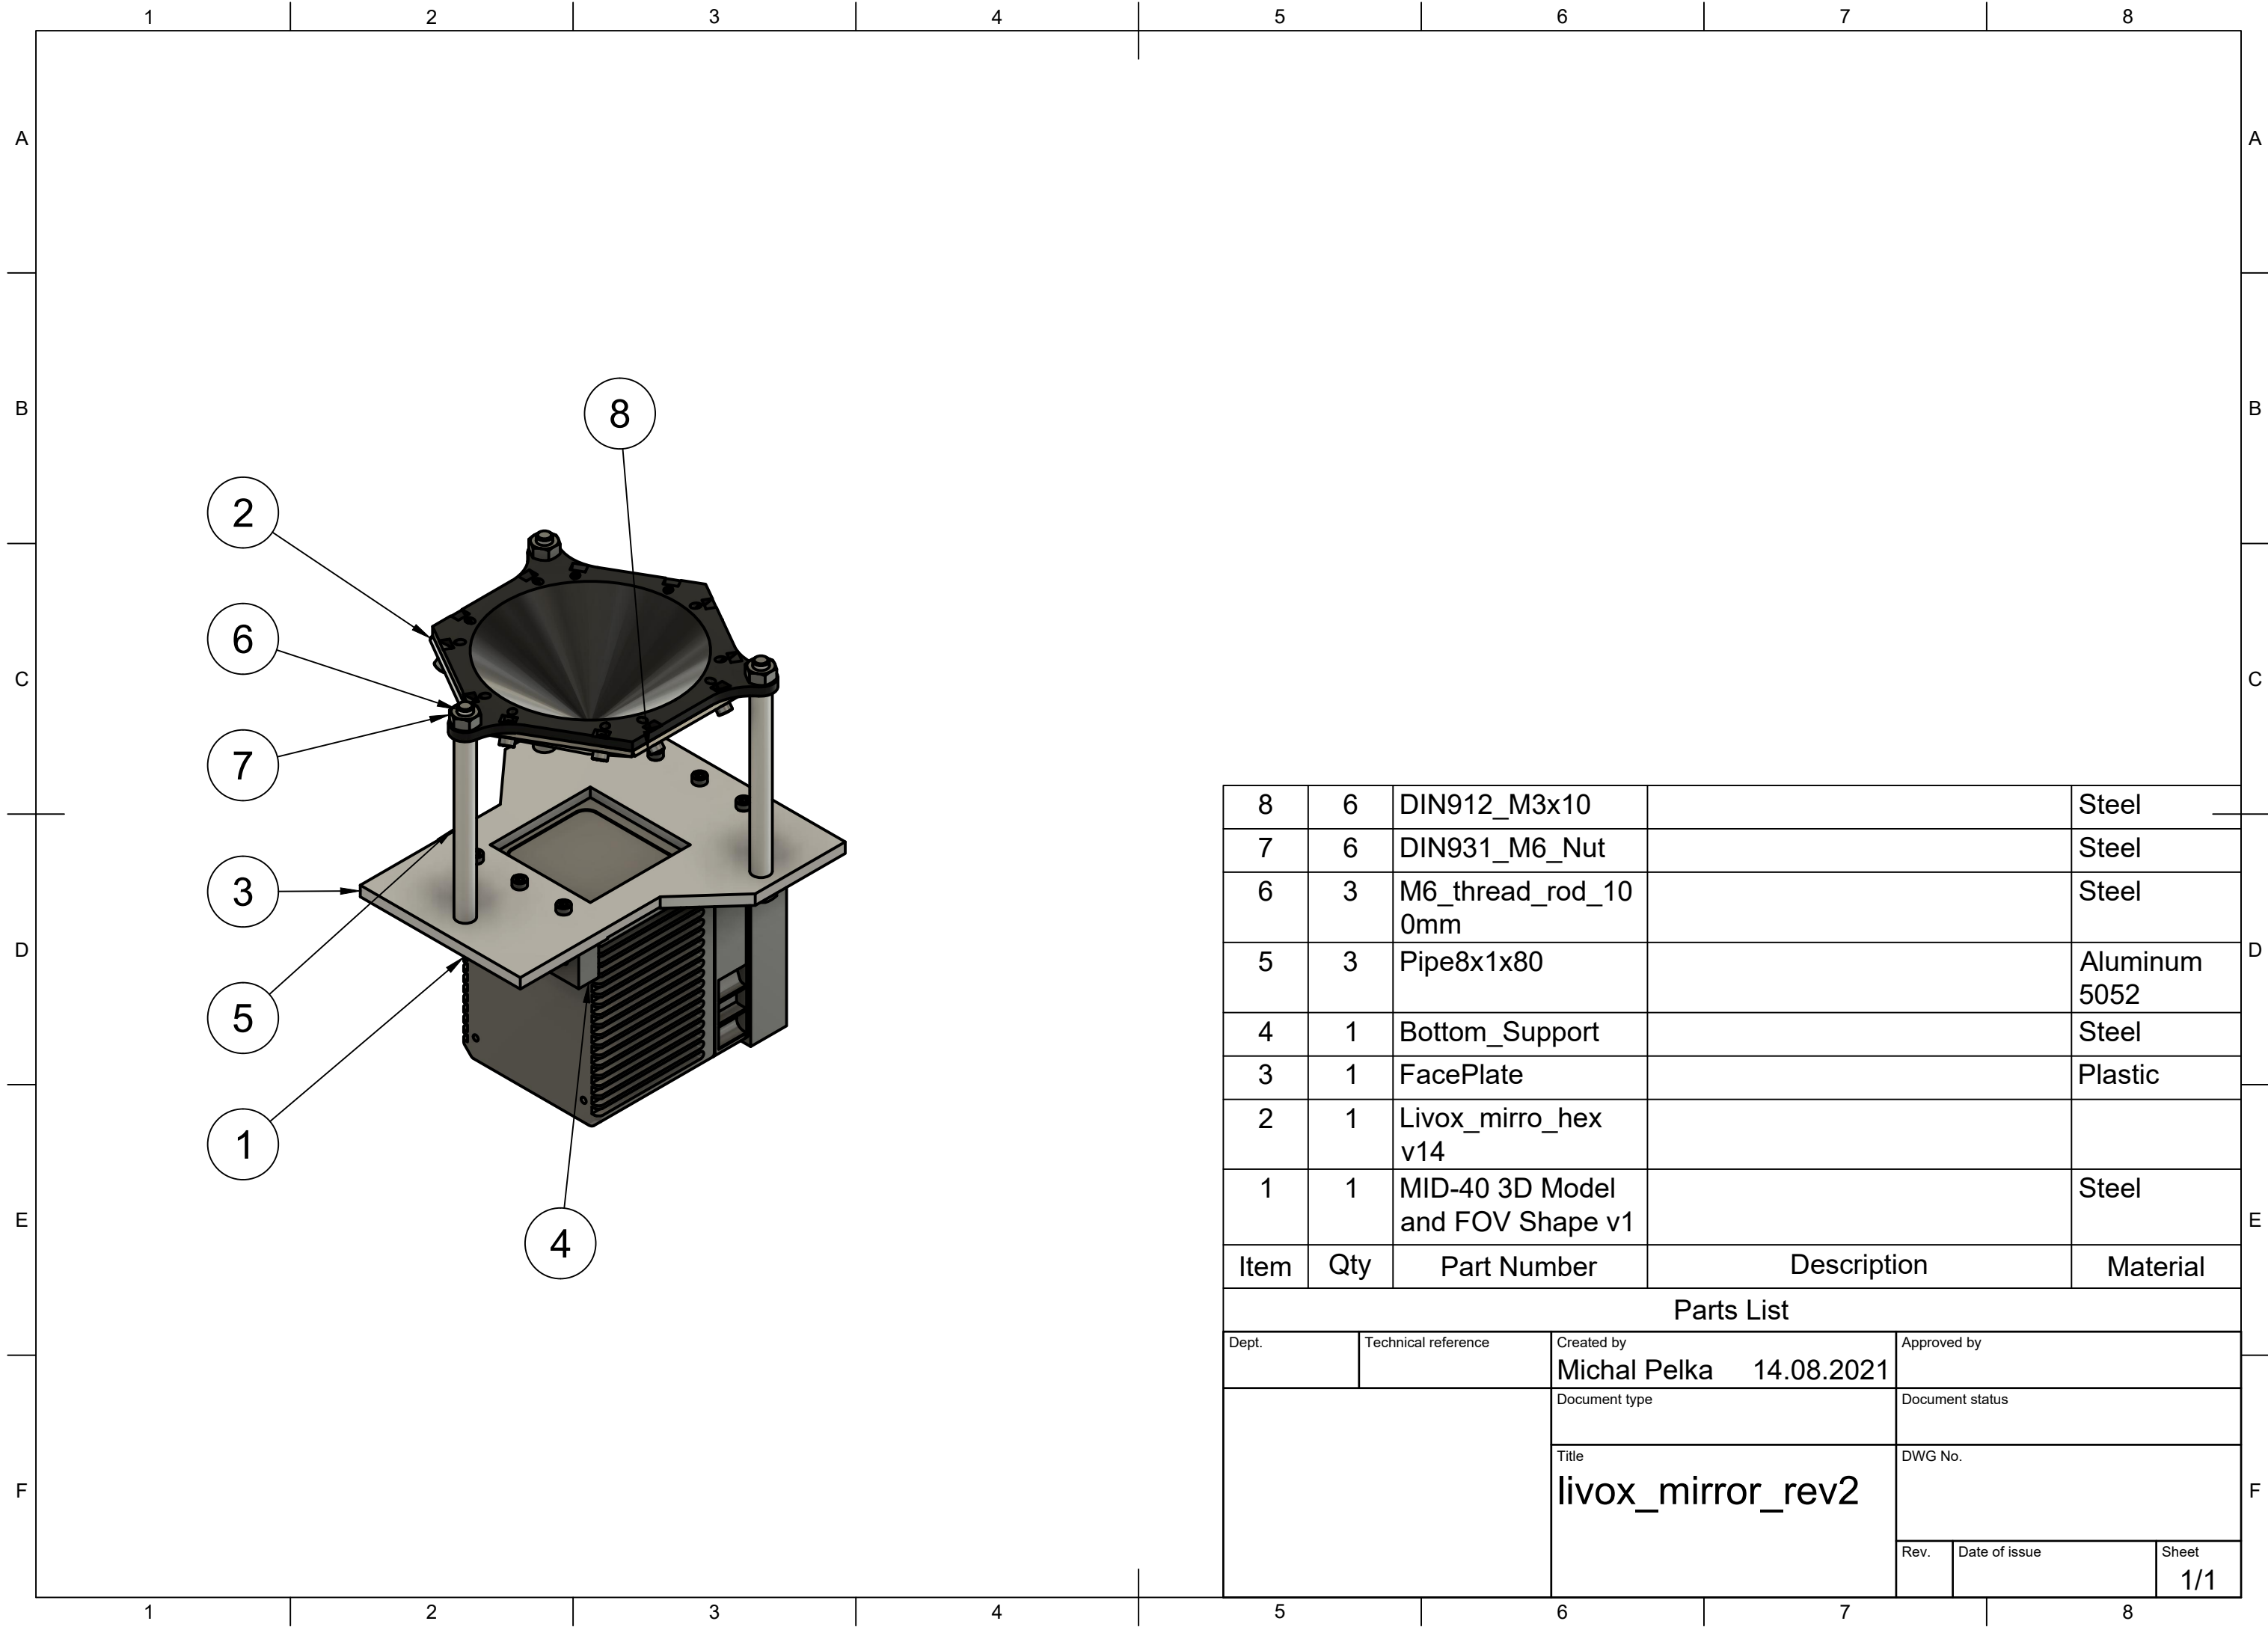 1 2 3 4 5 6 7 8
A A
B B
C C
D D
E E
F F
8
2
6
7
3
5
1
4
8 6 DIN912_M3x10 Steel
7 6 DIN931_M6_Nut Steel
6 3 M6_thread_rod_10 Steel
0mm
5 3 Pipe8x1x80 Aluminum
5052
4 1 Bottom_Support Steel
3 1 FacePlate Plastic
2 1 Livox_mirro_hex
v14
1 1 MID-40 3D Model Steel
and FOV Shape v1
Item Qty Part Number Description Material
Parts List
Dept. Technical reference Created by Approved by
Michal Pelka 14.08.2021
Document type Document status
Title DWG No.
livox_mirror_rev2
Rev. Date of issue Sheet
1/1
1 2 3 4 5 6 7 8